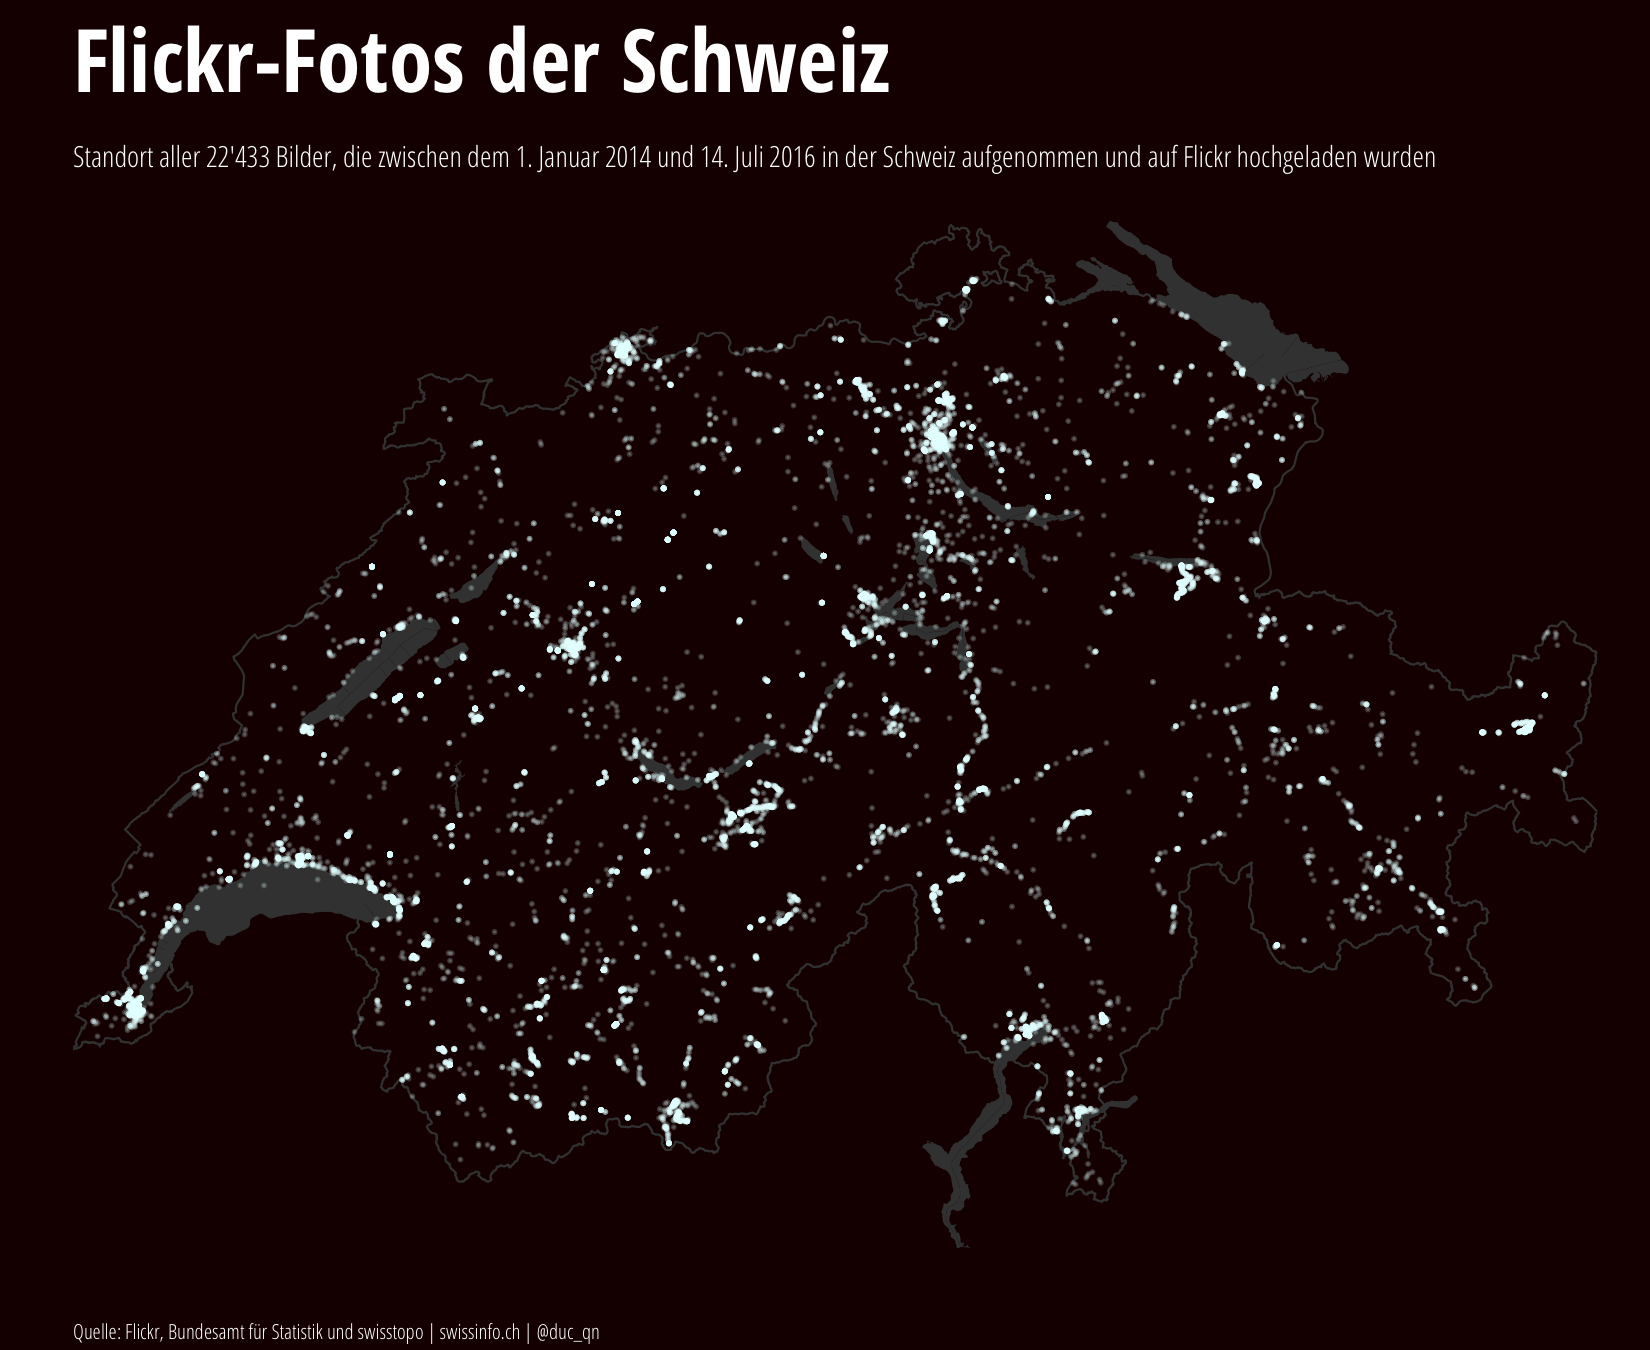 Flickr-Fotos der Schweiz
Standort aller 22'433 Bilder, die zwischen dem 1. Januar 2014 und 14. Juli 2016 in der Schweiz aufgenommen und auf Flickr hochgeladen wurden
Quelle: Flickr, Bundesamt für Statistik und swisstopo | swissinfo.ch | @duc_qn